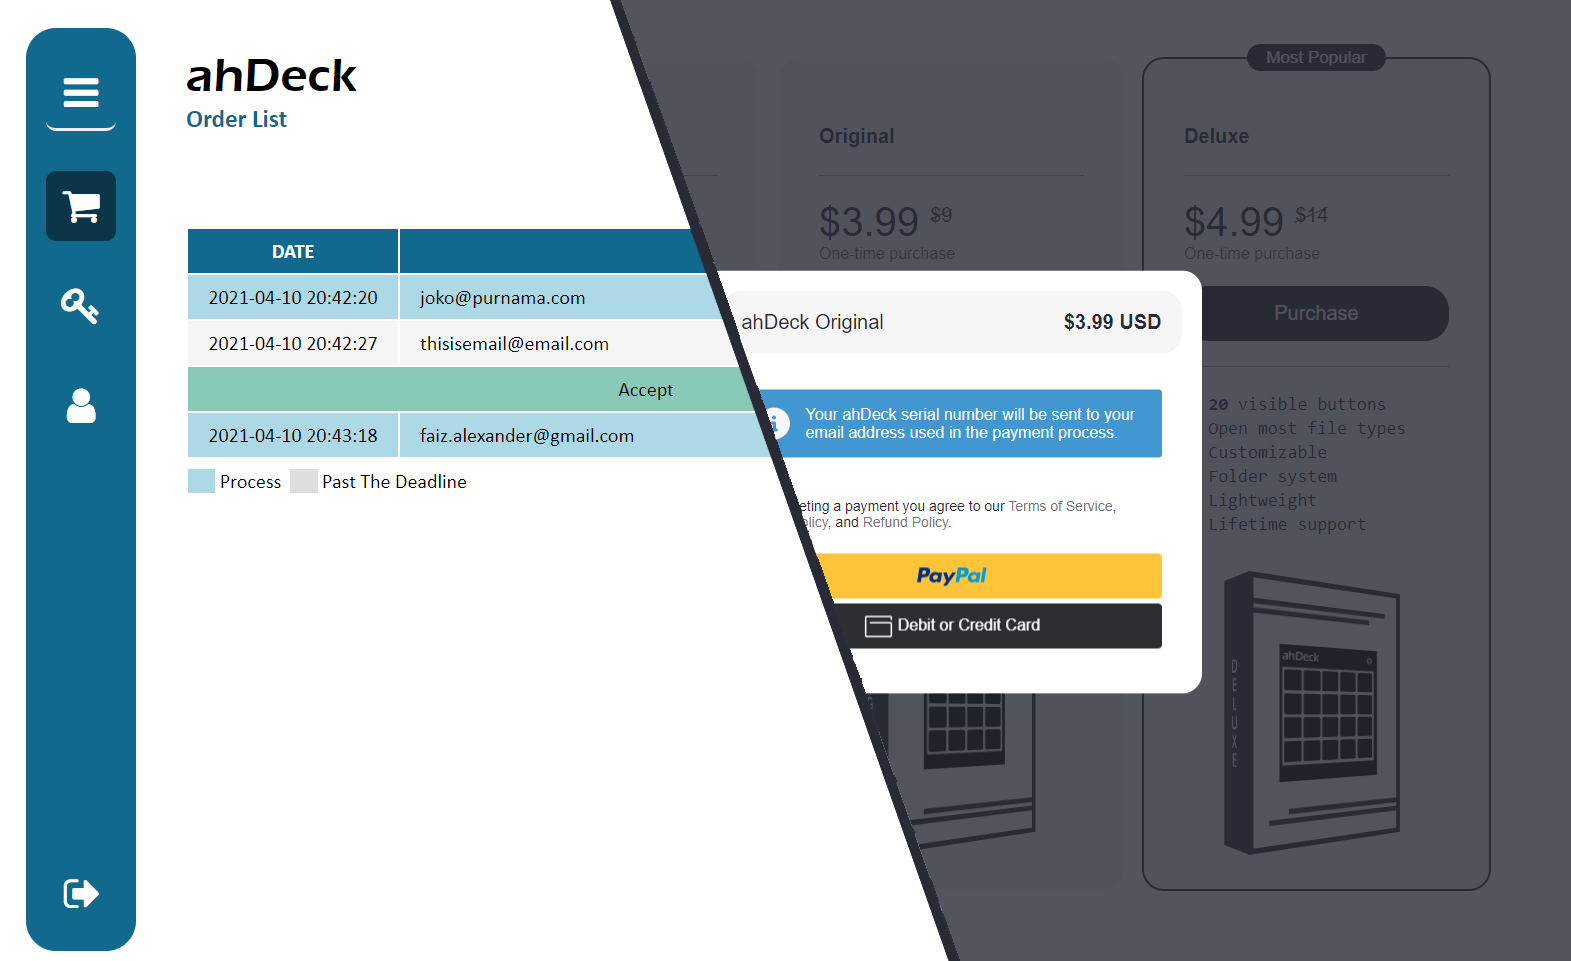 ahDeck
Order List
DATE
2021-04-10 20:42:20 joko@purnama.com
2021-04-10 20:42:27 thisisemail@email.com
Accept
2021-04-10 20:43:18 faiz.alexander@gmail.com
Process Past The Deadline
Original
$3.99 $9
One-time purchase
Most Popular
Deluxe
$4.99 $14
One-time purchase
Purchase
20 visible buttons
Open most file types
Customizable
Folder system
Lightweight
Lifetime support
ahDeck Original $3.99 USD
Your ahDeck serial number will be sent to your
email address used in the payment process.
a payment you agree to our Terms of Service,
and Refund Policy.
PayPal
Debit or Credit Card
DELUXE
ahDeck